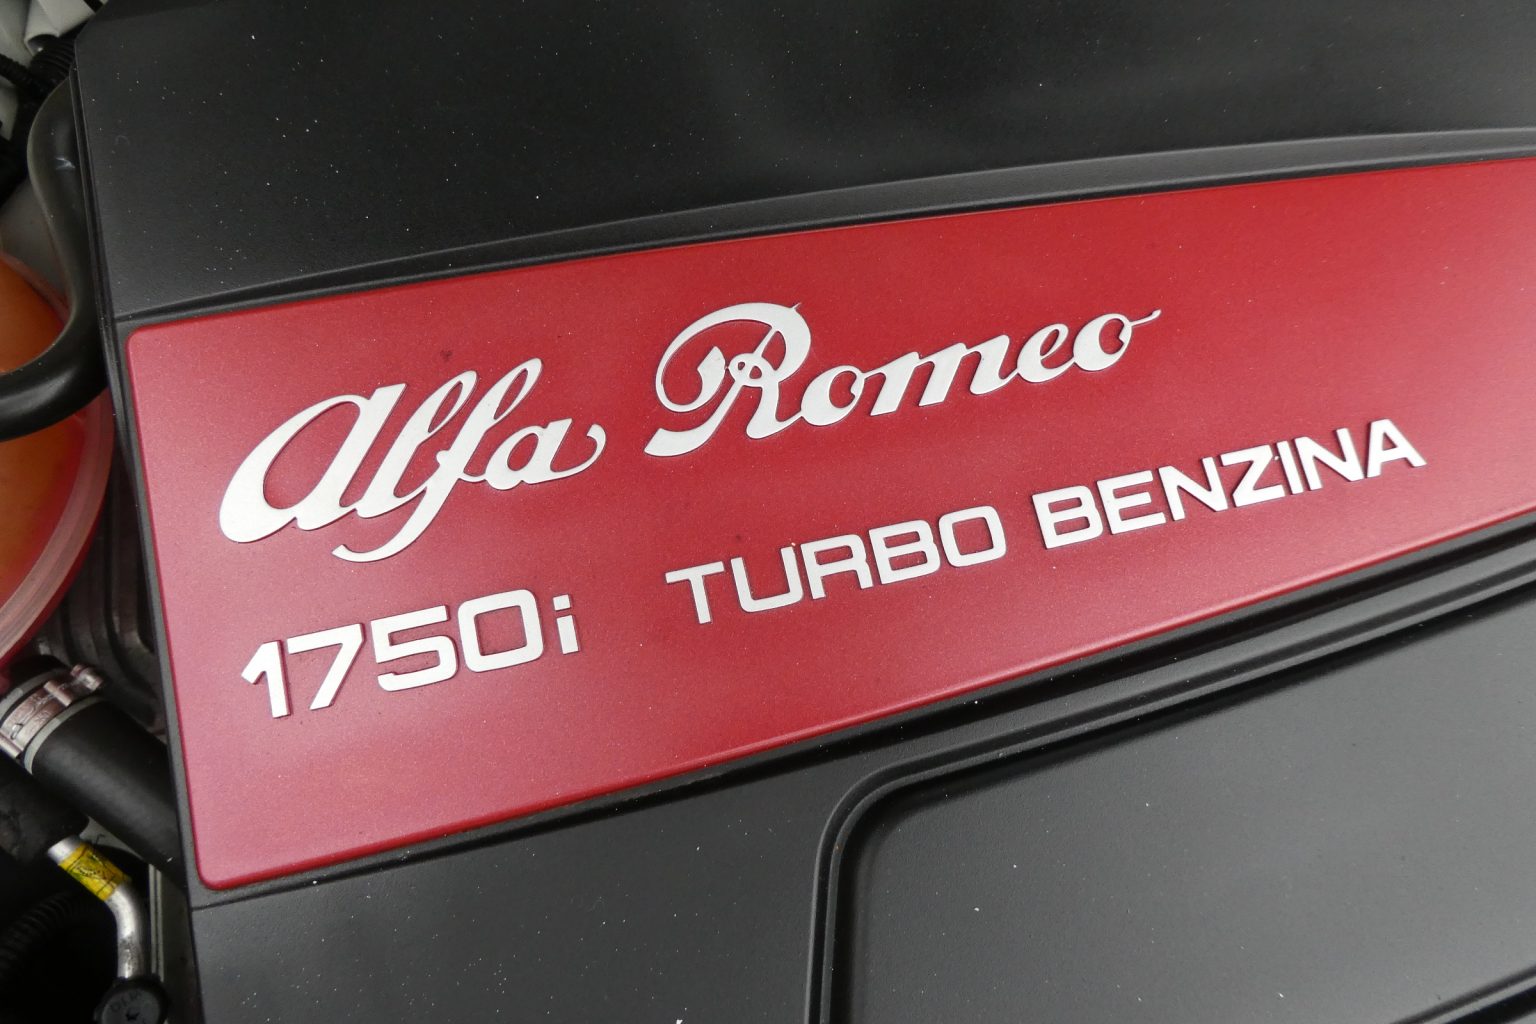 Alfa Romeo
1750i TURBO BENZINA